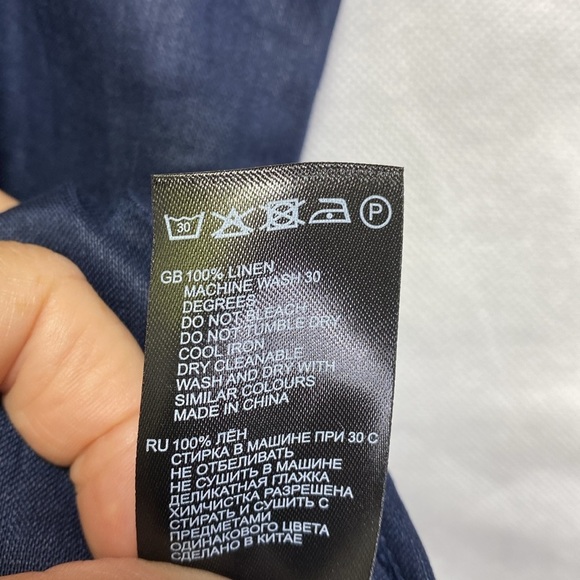 30 P
GB 100% LINEN
MACHINE WASH 30
DEGREES
DO NOT BLEACH
DO NOT TUMBLE DRY
COOL IRON
DRY CLEANABLE
WASH AND DRY WITH
SIMILAR COLOURS
MADE IN CHINA
RU 100% ЛЁН
СТИРКА В МАШИНЕ ПРИ 30 С
НЕ ОТБЕЛИВАТЬ
НЕ СУШИТЬ В МАШИНЕ
ДЕЛИКАТНАЯ ГЛАЖКА
ХИМЧИСТКА РАЗРЕШЕНА
СТИРАТЬ И СУШИТЬ С
ПРЕДМЕТАМИ
ОДИНАКОВОГО ЦВЕТА
СДЕЛАНО В КИТАЕ